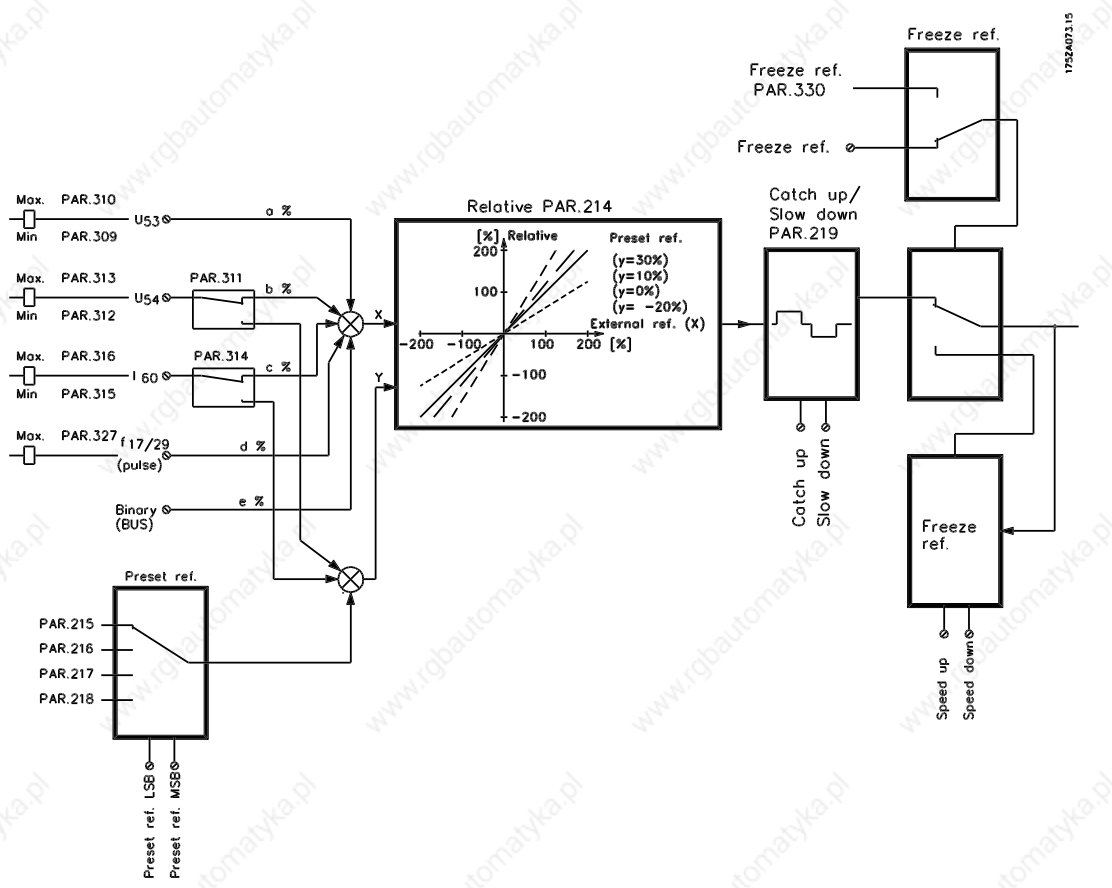 1752A073.15
Freeze ref.
Freeze ref.
PAR.330
Freeze ref.
Catch up/
Slow down
PAR.219
Max. PAR.310
U53
a %
Min PAR.309
Max. PAR.313
PAR.311
U54
b %
Min PAR.312
Max. PAR.316
PAR.314
I 60
c %
Min PAR.315
Max. PAR.327
f 17/29
(pulse)
d %
Binary
(BUS)
e %
Relative PAR.214
[%] Relative
200
100
-200 -100
100 200 [%]
-100
-200
Preset ref.
(y=30%)
(y=10%)
(y=0%)
(y= -20%)
External ref. (X)
X
Y
Catch up
Slow down
Freeze
ref.
Speed up
Speed down
Preset ref.
PAR.215
PAR.216
PAR.217
PAR.218
Preset ref. LSB
Preset ref. MSB
www.rgbautomatyka.pl